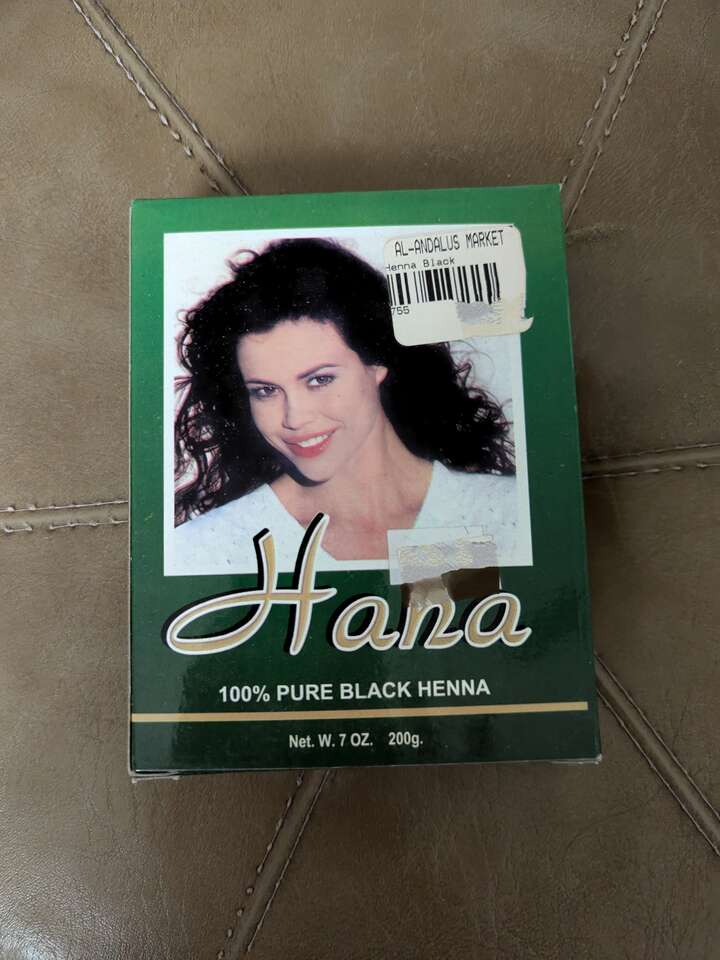 AL-ANDALUS MARKET
Henna Black
755
Hana
100% PURE BLACK HENNA
Net. W. 7 OZ. 200g.